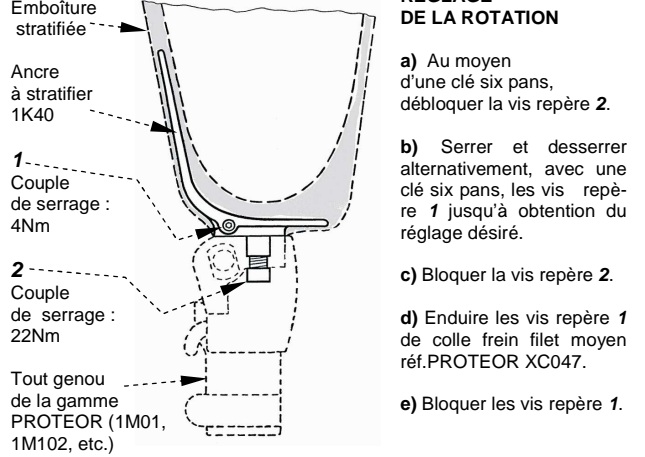 Emboîture
stratifiée
Ancre
à stratifier
1K40
1
Couple
de serrage :
4Nm
2
Couple
de serrage :
22Nm
Tout genou
de la gamme
PROTEOR (1M01,
1M102, etc.)
REGLAGE
DE LA ROTATION
a) Au moyen
d'une clé six pans,
débloquer la vis repère 2.
b) Serrer et desserrer
alternativement, avec une
clé six pans, les vis repè-
re 1 jusqu'à obtention du
réglage désiré.
c) Bloquer la vis repère 2.
d) Enduire les vis repère 1
de colle frein filet moyen
réf.PROTEOR XC047.
e) Bloquer les vis repère 1.